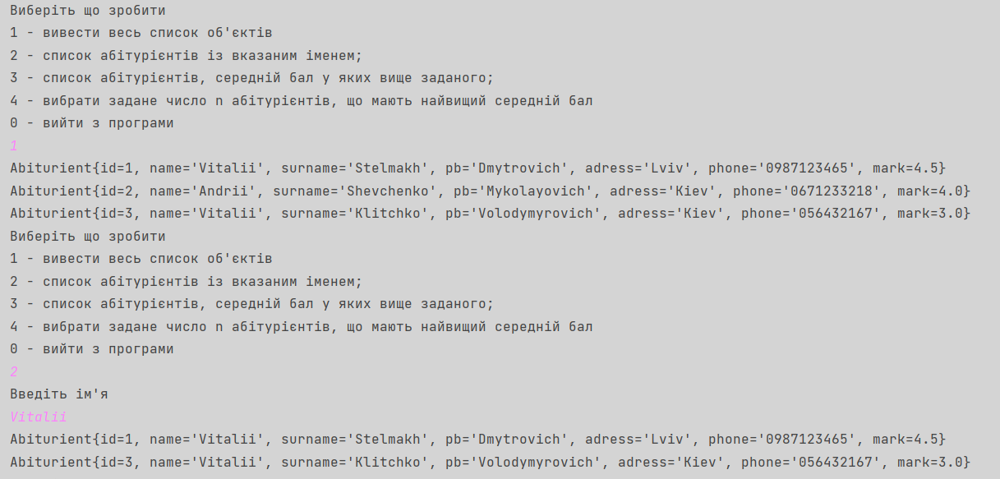 Виберіть що зробити
1 - вивести весь список об'єктів
2 - список абітурієнтів із вказаним іменем;
3 - список абітурієнтів, середній бал у яких вище заданого;
4 - вибрати задане число n абітурієнтів, що мають найвищий середній бал
0 - вийти з програми
1
Abiturient{id=1, name='Vitalii', surname='Stelmakh', pb='Dmytrovich', adress='Lviv', phone='0987123465', mark=4.5}
Abiturient{id=2, name='Andrii', surname='Shevchenko', pb='Mykolayovich', adress='Kiev', phone='0671233218', mark=4.0}
Abiturient{id=3, name='Vitalii', surname='Klitchko', pb='Volodymyrovich', adress='Kiev', phone='056432167', mark=3.0}
Виберіть що зробити
1 - вивести весь список об'єктів
2 - список абітурієнтів із вказаним іменем;
3 - список абітурієнтів, середній бал у яких вище заданого;
4 - вибрати задане число n абітурієнтів, що мають найвищий середній бал
0 - вийти з програми
2
Введіть ім'я
Vitalii
Abiturient{id=1, name='Vitalii', surname='Stelmakh', pb='Dmytrovich', adress='Lviv', phone='0987123465', mark=4.5}
Abiturient{id=3, name='Vitalii', surname='Klitchko', pb='Volodymyrovich', adress='Kiev', phone='056432167', mark=3.0}